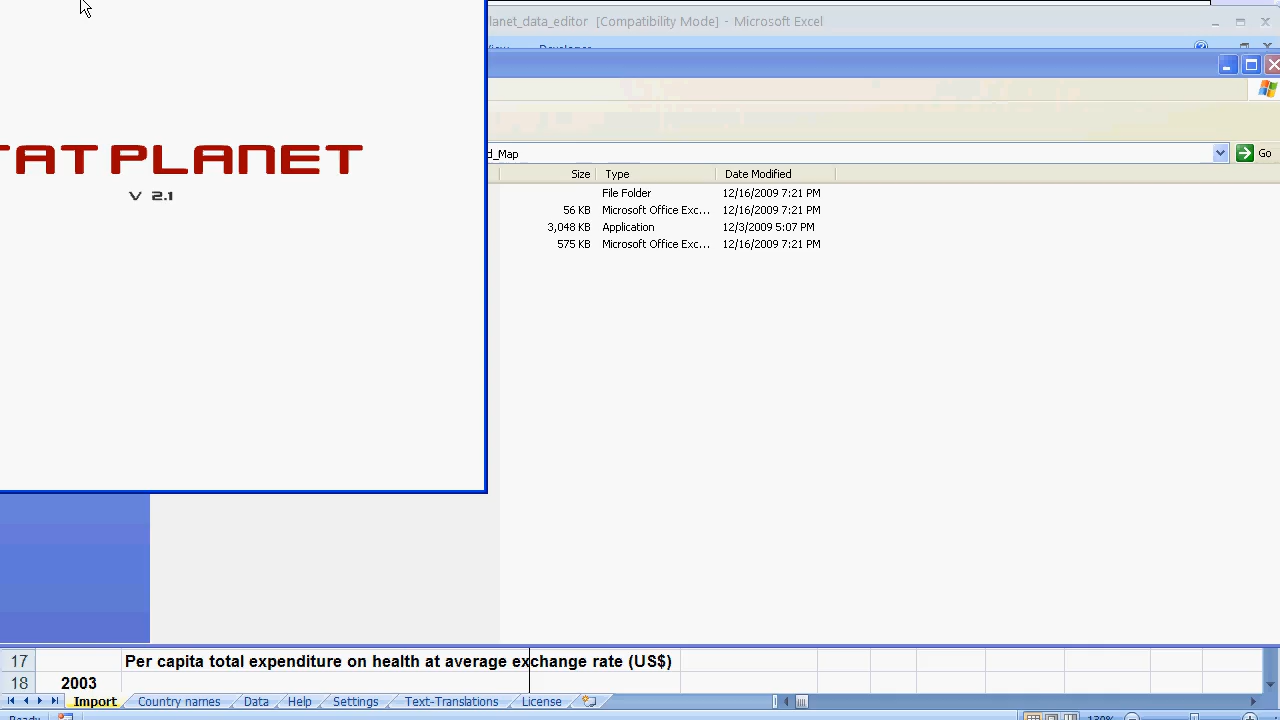 lanet_data_editor [Compatibility Mode] - Microsoft Excel
Developer
TAT PLANET
V 2.1
d_Map
Go
Size Type Date Modified
File Folder 12/16/2009 7:21 PM
56 KB Microsoft Office Exc... 12/16/2009 7:21 PM
3,048 KB Application 12/3/2009 5:07 PM
575 KB Microsoft Office Exc... 12/16/2009 7:21 PM
17 Per capita total expenditure on health at average exchange rate (US$)
18 2003
Import Country names Data Help Settings Text-Translations License
Ready 130%